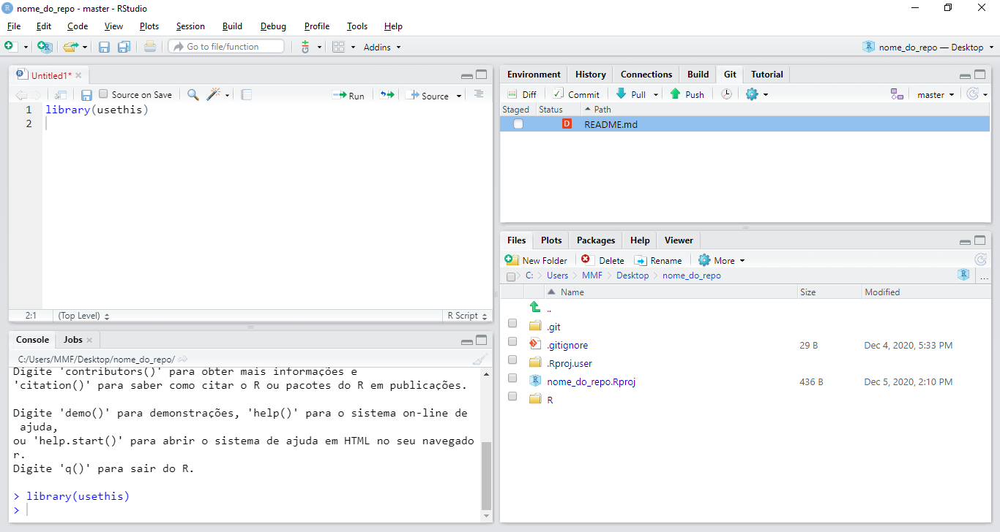 nome_do_repo - master - RStudio
File Edit Code View Plots Session Build Debug Profile Tools Help
Go to file/function Addins nome_do_repo — Desktop
Untitled1*
Source on Save Run Source
1 library(usethis)
2
2:1 (Top Level) R Script
Console Jobs
C:/Users/MMF/Desktop/nome_do_repo/
Digite 'contributors()' para obter mais informações e
'citation()' para saber como citar o R ou pacotes do R em publicações.
Digite 'demo()' para demonstrações, 'help()' para o sistema on-line de
ajuda,
ou 'help.start()' para abrir o sistema de ajuda em HTML no seu navegado
r.
Digite 'q()' para sair do R.
> library(usethis)
>
Environment History Connections Build Git Tutorial
Diff Commit Pull Push master
Staged Status Path
D README.md
Files Plots Packages Help Viewer
New Folder Delete Rename More
C: Users MMF Desktop nome_do_repo ...
Name Size Modified
..
.git
.gitignore 29 B Dec 4, 2020, 5:33 PM
.Rproj.user
nome_do_repo.Rproj 436 B Dec 5, 2020, 2:10 PM
R